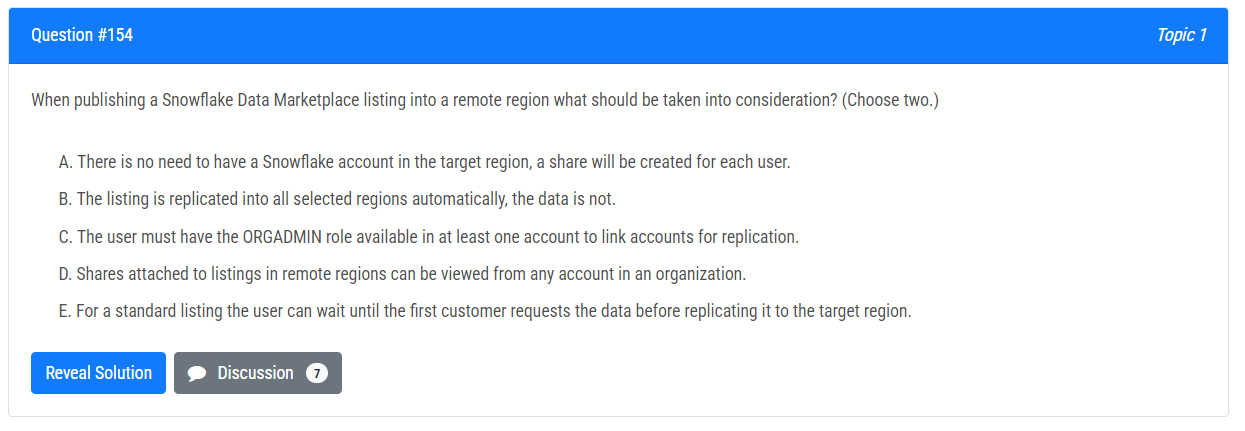 Question #154
Topic 1
When publishing a Snowflake Data Marketplace listing into a remote region what should be taken into consideration? (Choose two.)
A. There is no need to have a Snowflake account in the target region, a share will be created for each user.
B. The listing is replicated into all selected regions automatically, the data is not.
C. The user must have the ORGADMIN role available in at least one account to link accounts for replication.
D. Shares attached to listings in remote regions can be viewed from any account in an organization.
E. For a standard listing the user can wait until the first customer requests the data before replicating it to the target region.
Reveal Solution
Discussion 7